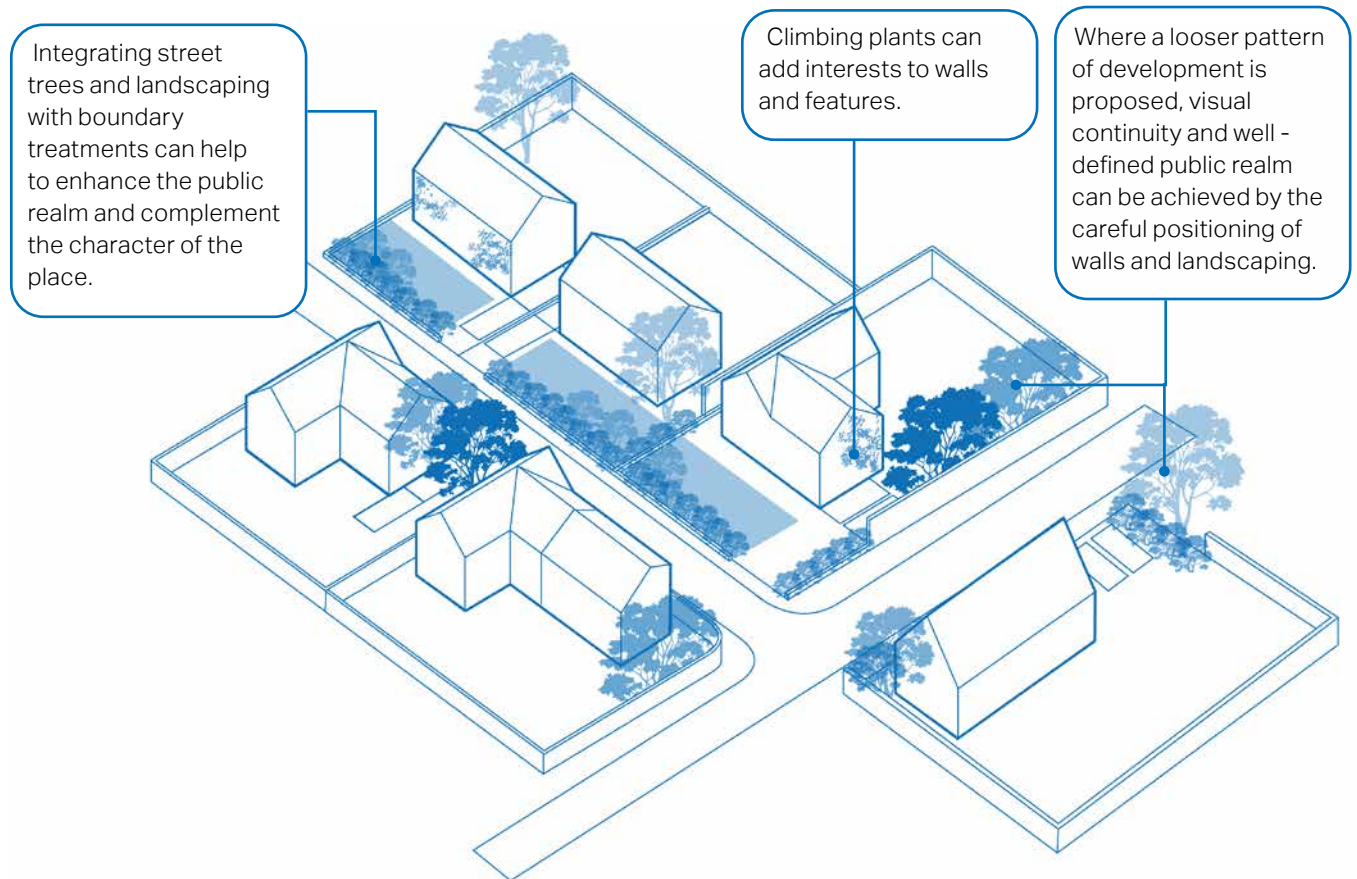 Integrating street
trees and landscaping
with boundary
treatments can help
to enhance the public
realm and complement
the character of the
place.
Climbing plants can
add interests to walls
and features.
Where a looser pattern
of development is
proposed, visual
continuity and well -
defined public realm
can be achieved by the
careful positioning of
walls and landscaping.